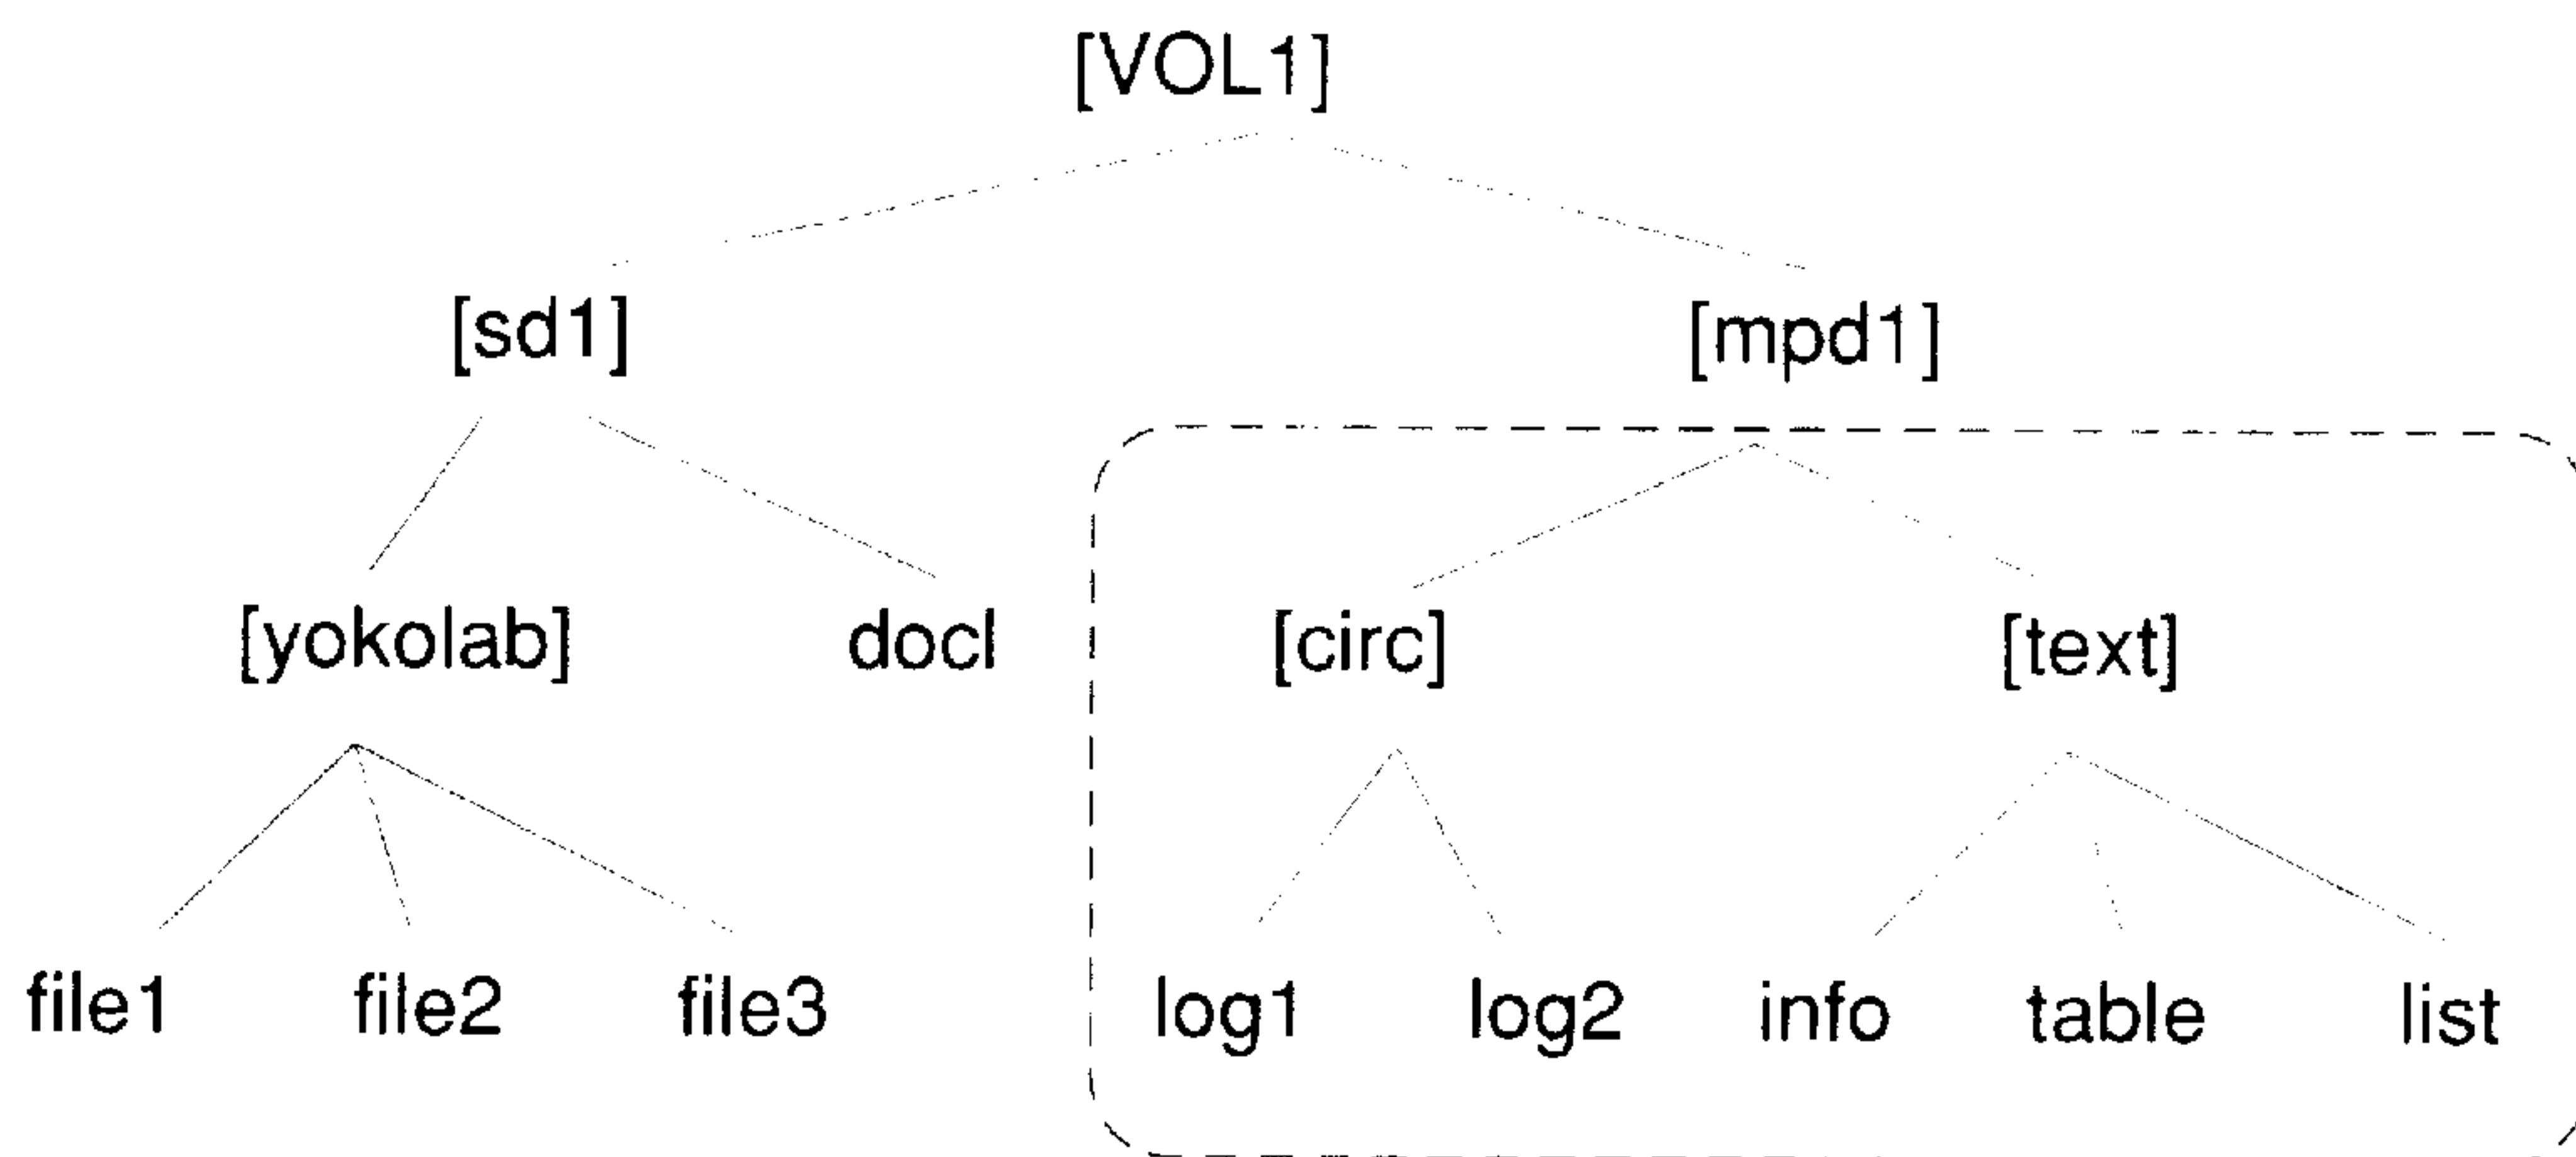 [VOL1]
[sd1] [mpd1]
[yokolab] docl [circ] [text]
file1 file2 file3 log1 log2 info table list